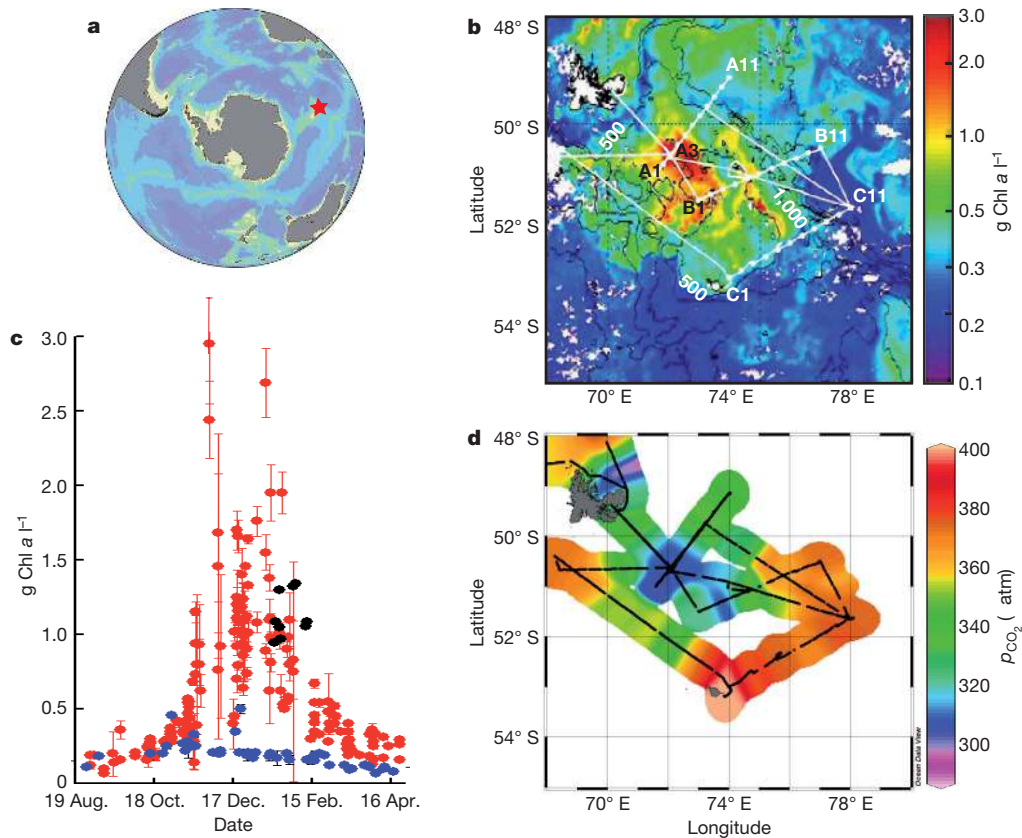 a
b
48° S
50° S
52° S
54° S
Latitude
70° E
74° E
78° E
A11
B11
A3
A1
B1
C11
C1
500
1,000
500
3.0
2.0
1.0
0.5
0.3
0.2
0.1
g Chl a l–1
c
3.0
2.5
2.0
1.5
1.0
0.5
0
g Chl a l–1
19 Aug.
18 Oct.
17 Dec.
15 Feb.
16 Apr.
Date
d
48° S
50° S
52° S
54° S
Latitude
70° E
74° E
78° E
Longitude
Ocean Data View
400
380
360
340
320
300
pCO2 ( atm)